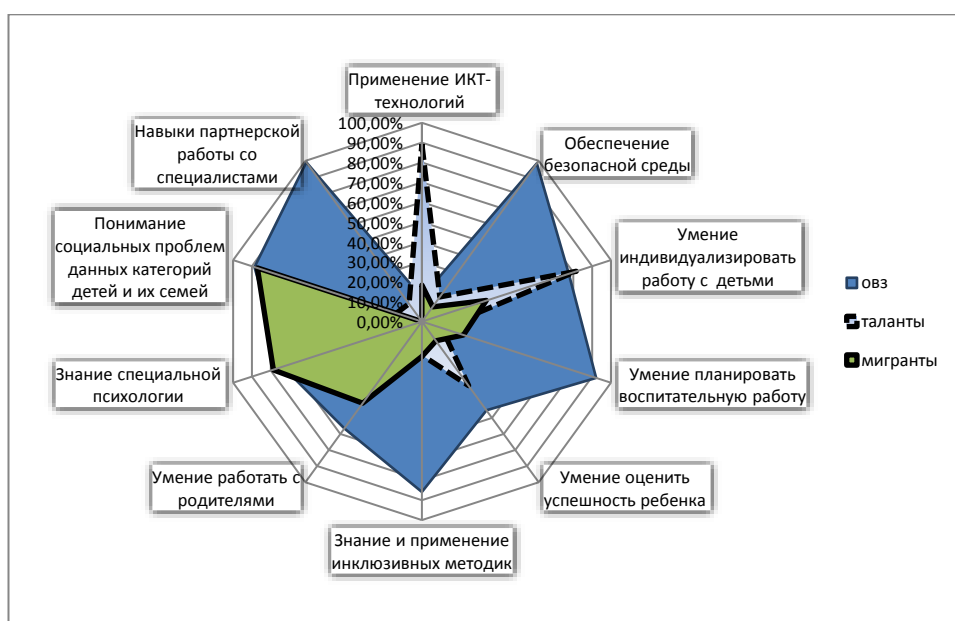 Применение ИКТ-
технологий
Обеспечение
безопасной среды
Умение
индивидуализировать
работу с детьми
Умение планировать
воспитательную работу
Умение оценить
успешность ребенка
Знание и применение
инклюзивных методик
Умение работать с
родителями
Знание специальной
психологии
Понимание
социальных проблем
данных категорий
детей и их семей
Навыки партнерской
работы со
специалистами
100,00%
90,00%
80,00%
70,00%
60,00%
50,00%
40,00%
30,00%
20,00%
10,00%
0,00%
овз
таланты
мигранты